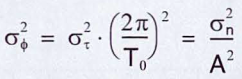 σ_ϕ² = σ_τ² · (2π / T₀)² = σ_n² / A²